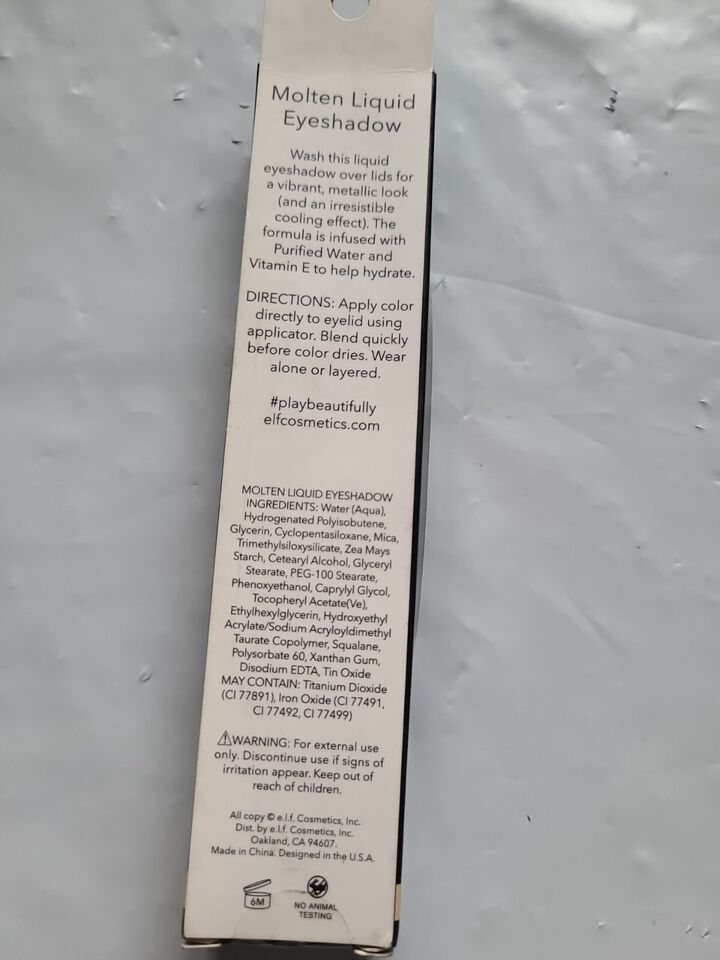 Molten Liquid
Eyeshadow
Wash this liquid
eyeshadow over lids for
a vibrant, metallic look
(and an irresistible
cooling effect). The
formula is infused with
Purified Water and
Vitamin E to help hydrate.
DIRECTIONS: Apply color
directly to eyelid using
applicator. Blend quickly
before color dries. Wear
alone or layered.
#playbeautifully
elfcosmetics.com
MOLTEN LIQUID EYESHADOW
INGREDIENTS: Water (Aqua),
Hydrogenated Polyisobutene,
Glycerin, Cyclopentasiloxane, Mica,
Trimethylsiloxysilicate, Zea Mays
Starch, Cetearyl Alcohol, Glyceryl
Stearate, PEG-100 Stearate,
Phenoxyethanol, Caprylyl Glycol,
Tocopheryl Acetate(Ve),
Ethylhexylglycerin, Hydroxyethyl
Acrylate/Sodium Acryloyldimethyl
Taurate Copolymer, Squalane,
Polysorbate 60, Xanthan Gum,
Disodium EDTA, Tin Oxide
MAY CONTAIN: Titanium Dioxide
(CI 77891), Iron Oxide (CI 77491,
CI 77492, CI 77499)
⚠WARNING: For external use
only. Discontinue use if signs of
irritation appear. Keep out of
reach of children.
All copy © e.l.f. Cosmetics, Inc.
Dist. by e.l.f. Cosmetics, Inc.
Oakland, CA 94607.
Made in China. Designed in the U.S.A.
6M
NO ANIMAL
TESTING